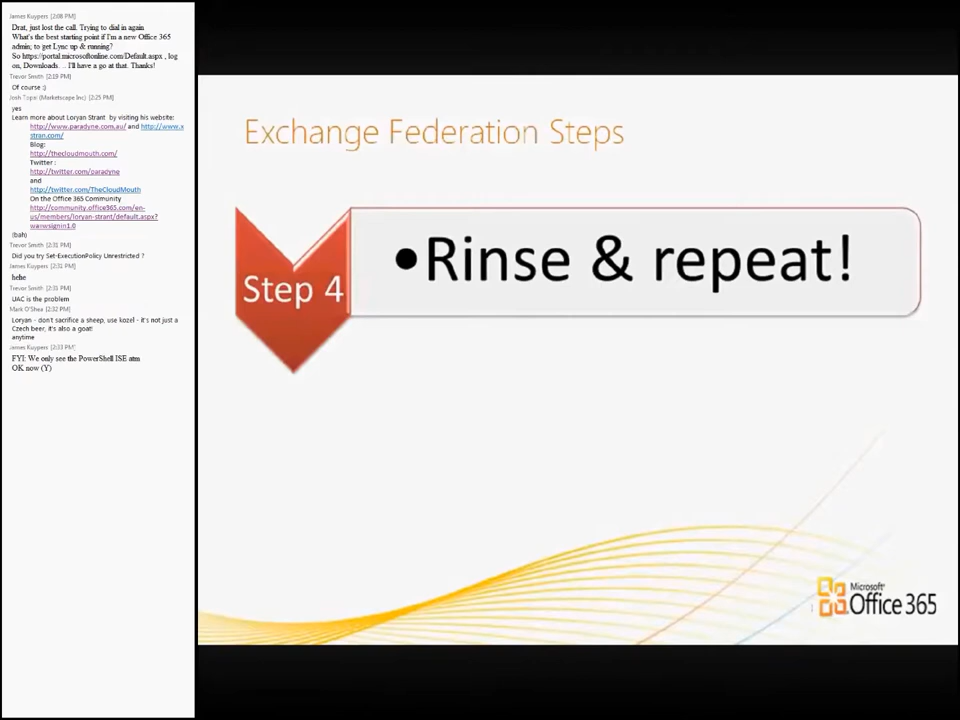 James Kuypers [2:08 PM]
Drat, just lost the call. Trying to dial in again
What's the best starting point if I'm a new Office 365
admin; to get Lync up & running?
So https://portal.microsoftonline.com/Default.aspx , log
on, Downloads. .. I'll have a go at that. Thanks!
Trevor Smith [2:19 PM]
Of course :)
Josh Topal (Marketscape Inc) [2:25 PM]
yes
Learn more about Loryan Strant by visiting his website:
http://www.paradyne.com.au/ and http://www.x
stran.com/
Blog:
http://thecloudmouth.com/
Twitter :
http://twitter.com/paradyne
and
http://twitter.com/TheCloudMouth
On the Office 365 Community
http://community.office365.com/en-
us/members/loryan-strant/default.aspx?
wa=wsignin1.0
(bah)
Trevor Smith [2:31 PM]
Did you try Set-ExecutionPolicy Unrestricted ?
James Kuypers [2:31 PM]
hehe
Trevor Smith [2:31 PM]
UAC is the problem
Mark O'Shea [2:32 PM]
Loryan - don't sacrifice a sheep, use kozel - it's not just a
Czech beer, it's also a goat!
anytime
James Kuypers [2:33 PM]
FYI: We only see the PowerShell ISE atm
OK now (Y)
Exchange Federation Steps
Step 4
•Rinse & repeat!
Microsoft
Office 365